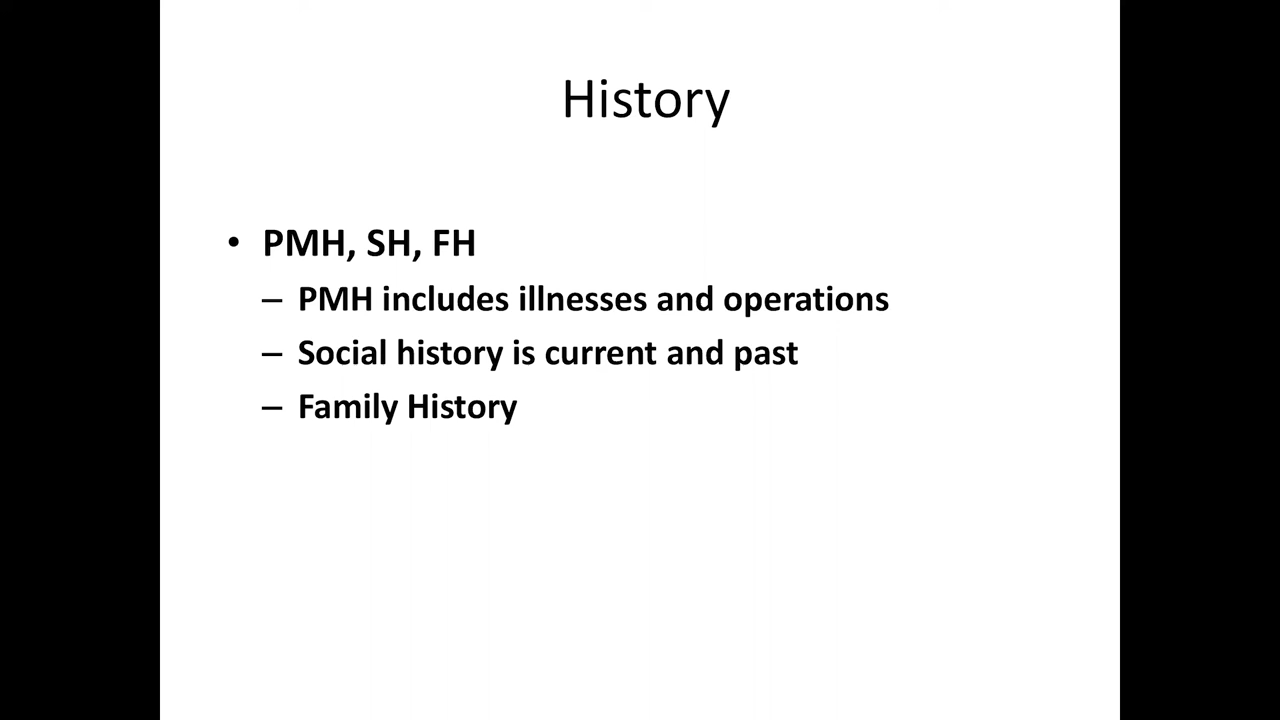 History
• PMH, SH, FH
– PMH includes illnesses and operations
– Social history is current and past
– Family History